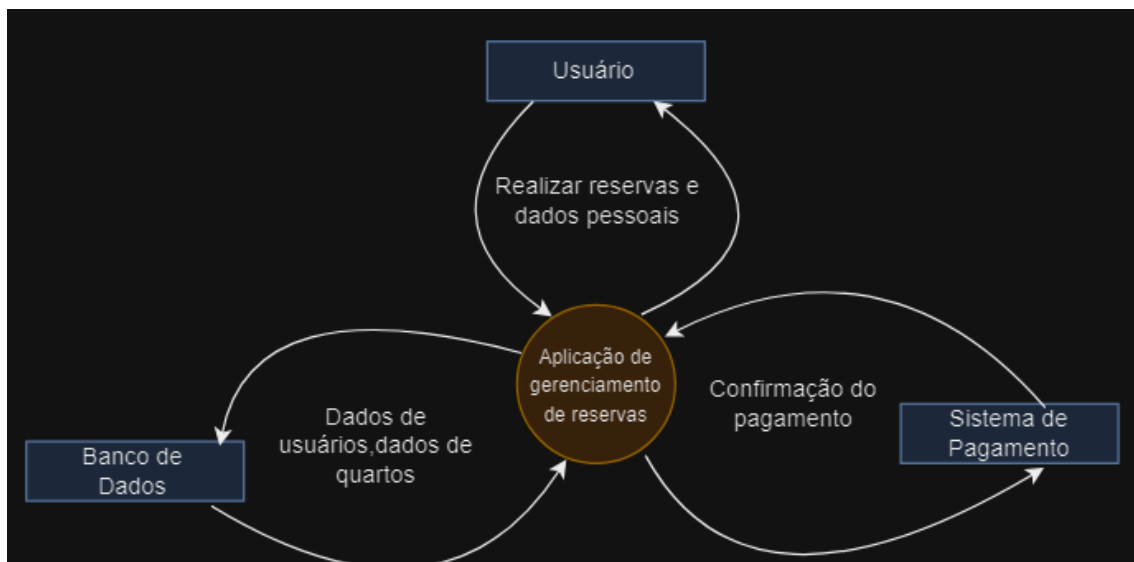 Usuário
Realizar reservas e
dados pessoais
Aplicação de
gerenciamento
de reservas
Confirmação do
pagamento
Sistema de
Pagamento
Dados de
usuários,dados de
quartos
Banco de
Dados